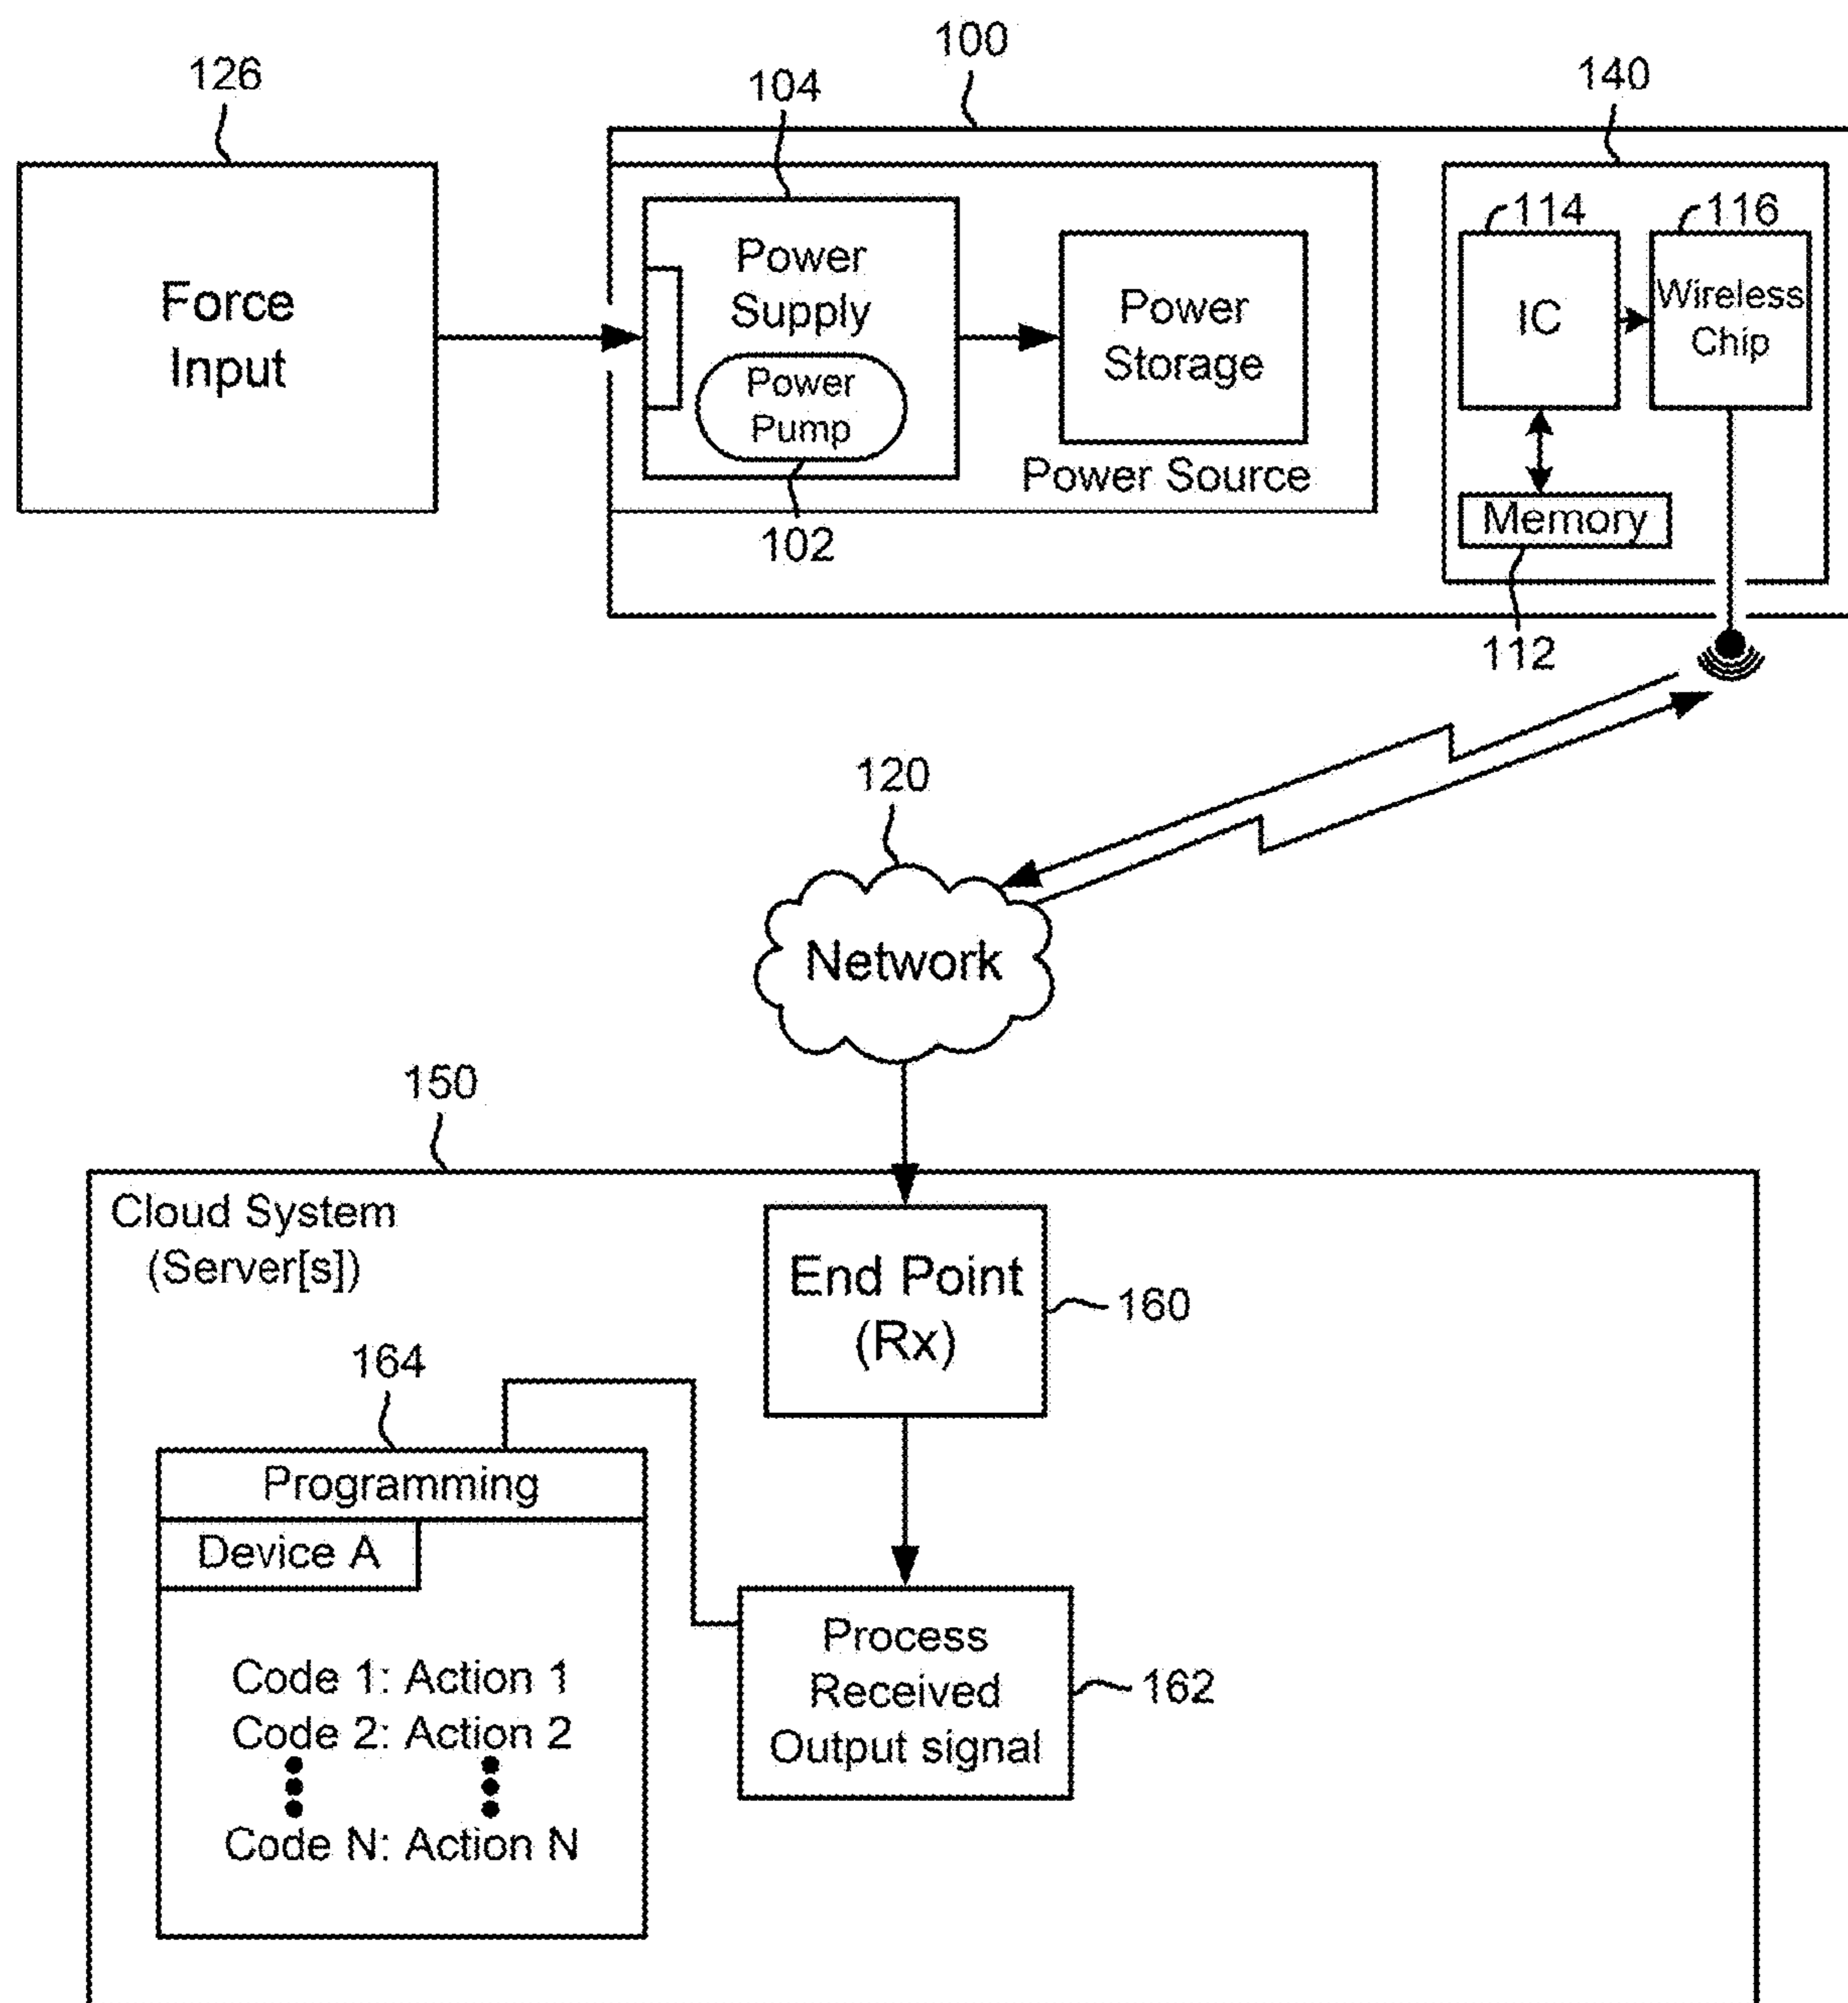 100
126
104
140
114
116
Force
Input
Power
Supply
Power
Pump
Power
Storage
Power Source
IC
Wireless
Chip
Memory
102
112
120
Network
150
Cloud System
(Server[s])
End Point
(Rx)
160
164
Programming
Device A
Code 1: Action 1
Code 2: Action 2
Code N: Action N
Process
Received
Output signal
162